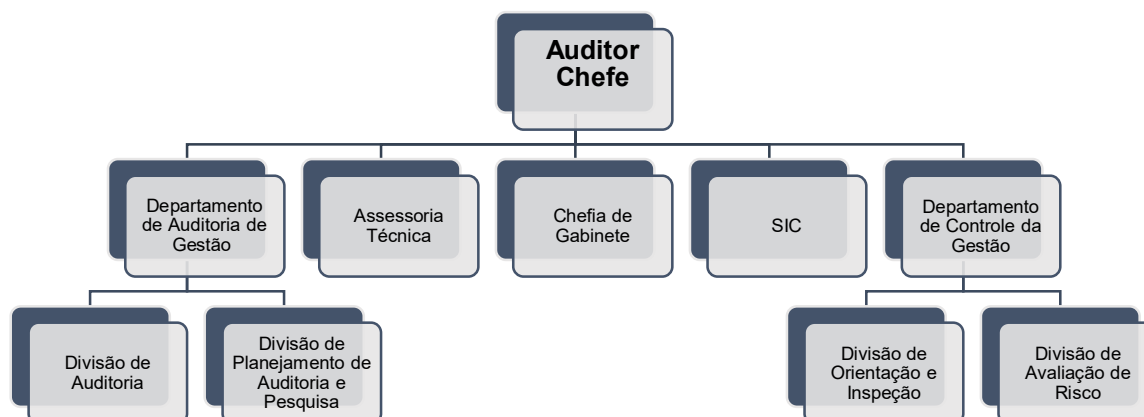 Auditor
Chefe
Departamento
de Auditoria de
Gestão
Assessoria
Técnica
Chefia de
Gabinete
SIC
Departamento
de Controle da
Gestão
Divisão de
Auditoria
Divisão de
Planejamento de
Auditoria e
Pesquisa
Divisão de
Orientação e
Inspeção
Divisão de
Avaliação de
Risco